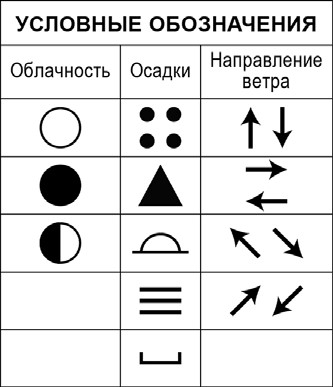 УСЛОВНЫЕ ОБОЗНАЧЕНИЯ
Облачность
Осадки
Направление
ветра